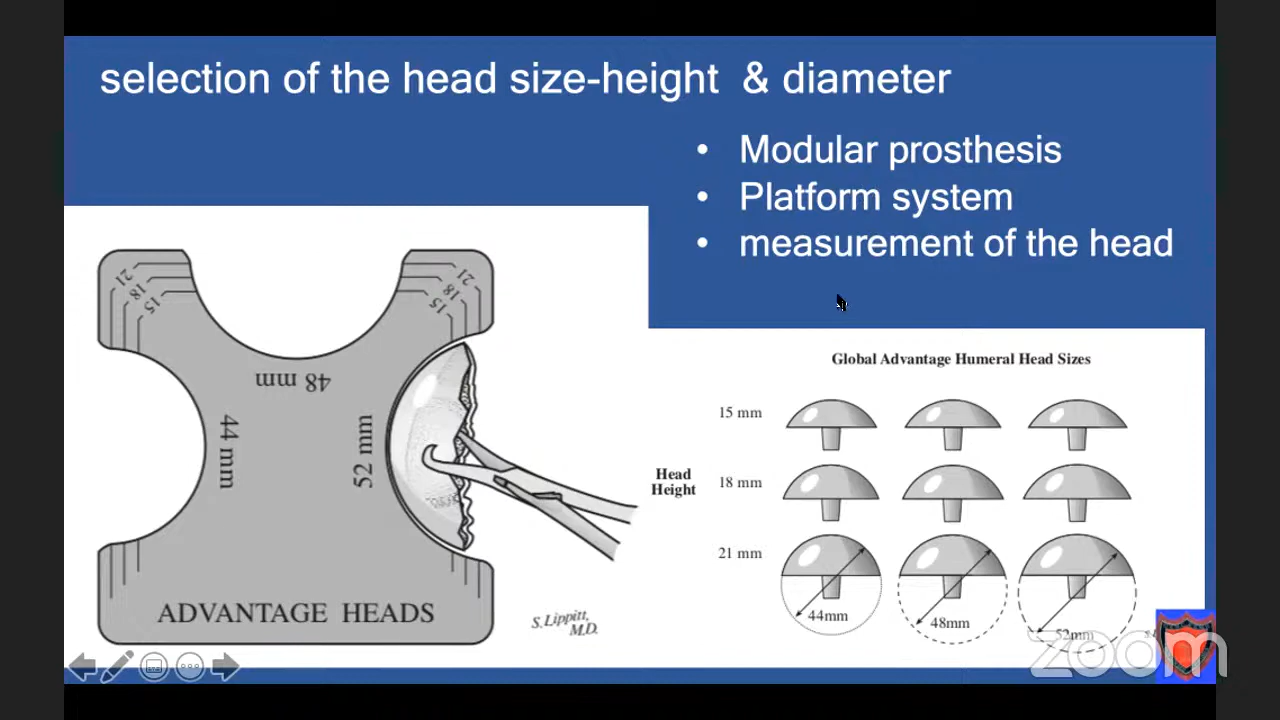 selection of the head size-height & diameter
• Modular prosthesis
• Platform system
• measurement of the head
21
18
15
21
18
15
48 mm
44 mm
52 mm
ADVANTAGE HEADS
S. Lippitt,
M.D.
Global Advantage Humeral Head Sizes
15 mm
Head
Height
18 mm
21 mm
44mm
48mm
52mm
zoom